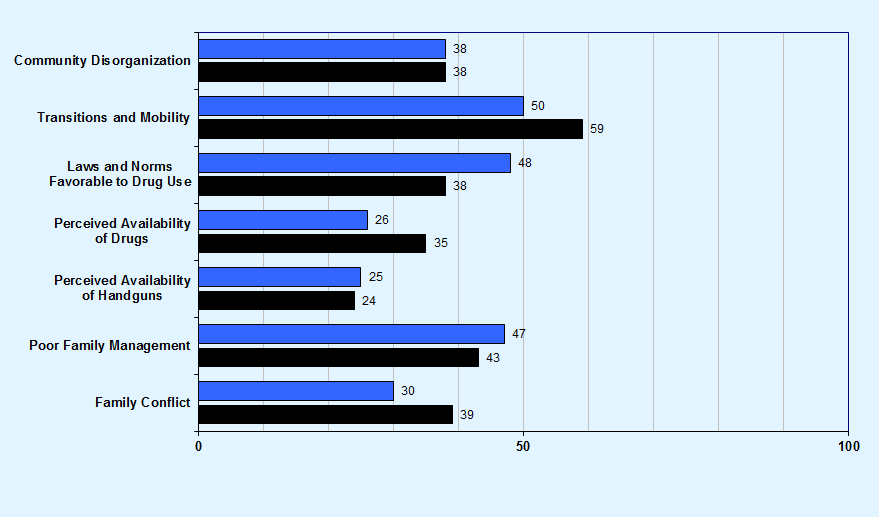 Community Disorganization
38
38
Transitions and Mobility
50
59
Laws and Norms
Favorable to Drug Use
48
38
Perceived Availability
of Drugs
26
35
Perceived Availability
of Handguns
25
24
Poor Family Management
47
43
Family Conflict
30
39
0 50 100